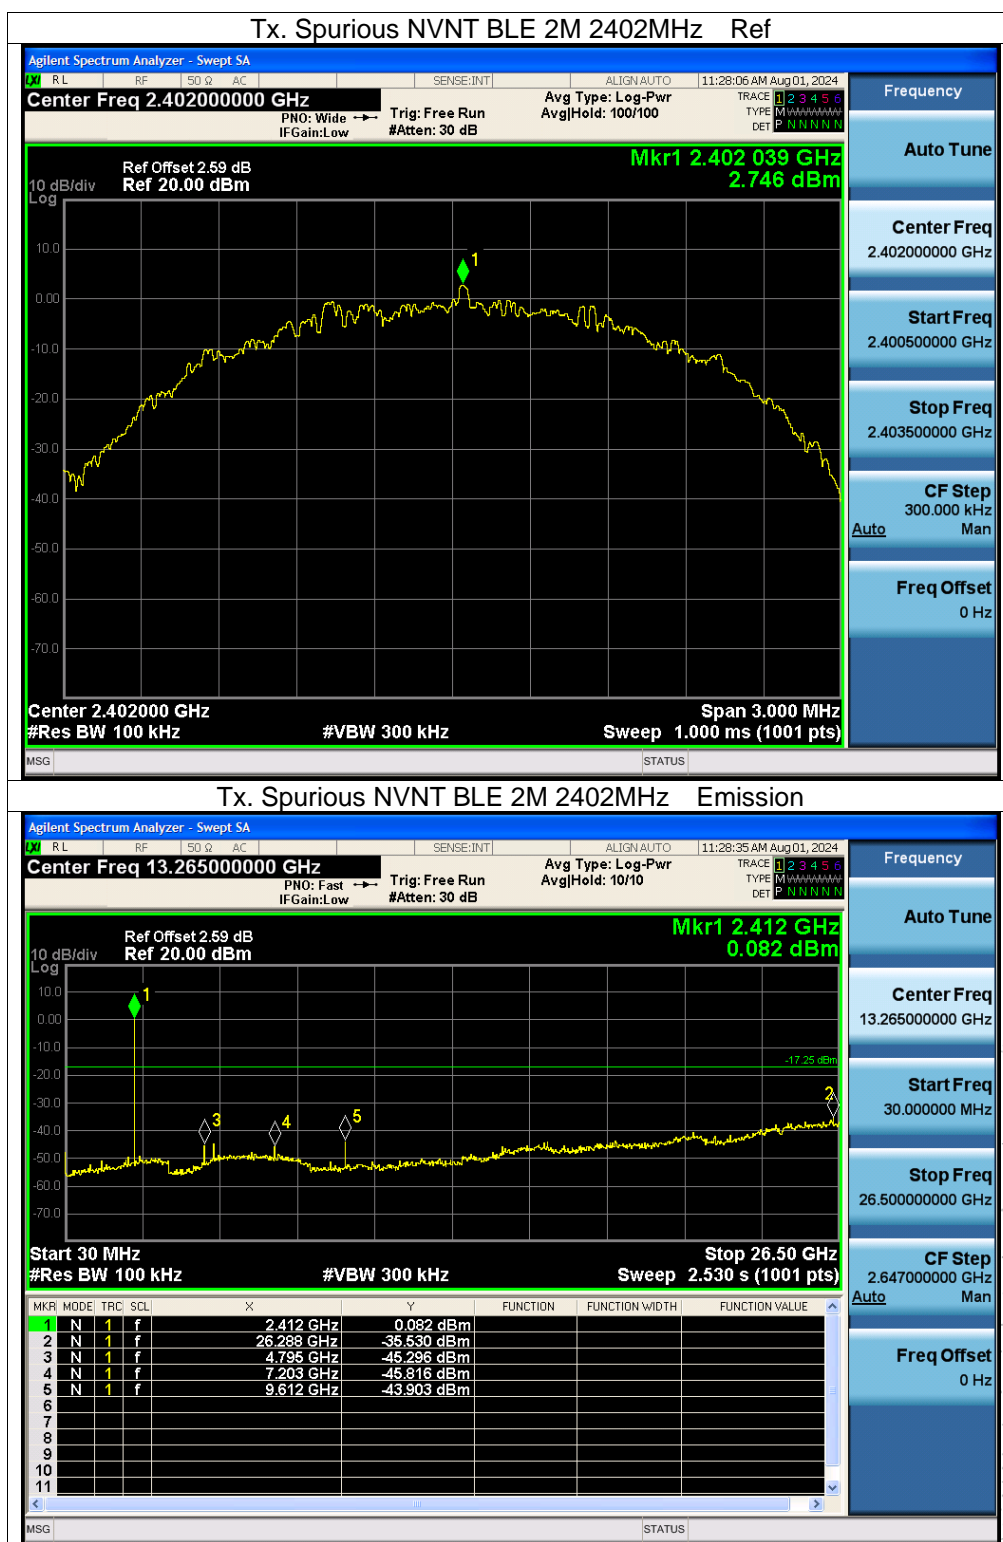 Tx. Spurious NVNT BLE 2M 2402MHz Ref
Agilent Spectrum Analyzer - Swept SA
LXI RL RF 50 Ω AC SENSE:INT ALIGN AUTO 11:28:06 AM Aug 01, 2024
Center Freq 2.402000000 GHz
PNO: Wide
IFGain:Low
Trig: Free Run
#Atten: 30 dB
Avg Type: Log-Pwr
Avg|Hold: 100/100
TRACE 1 2 3 4 5 6
TYPE M
DET P N N N N N
Mkr1 2.402 039 GHz
2.746 dBm
Ref Offset 2.59 dB
10 dB/div Ref 20.00 dBm
Log
1
10.0
0.00
-10.0
-20.0
-30.0
-40.0
-50.0
-60.0
-70.0
Center 2.402000 GHz Span 3.000 MHz
#Res BW 100 kHz #VBW 300 kHz Sweep 1.000 ms (1001 pts)
MSG STATUS
Frequency
Auto Tune
Center Freq
2.402000000 GHz
Start Freq
2.400500000 GHz
Stop Freq
2.403500000 GHz
CF Step
300.000 kHz
Auto Man
Freq Offset
0 Hz
Tx. Spurious NVNT BLE 2M 2402MHz Emission
Agilent Spectrum Analyzer - Swept SA
LXI RL RF 50 Ω AC SENSE:INT ALIGN AUTO 11:28:35 AM Aug 01, 2024
Center Freq 13.265000000 GHz
PNO: Fast
IFGain:Low
Trig: Free Run
#Atten: 30 dB
Avg Type: Log-Pwr
Avg|Hold: 10/10
TRACE 1 2 3 4 5 6
TYPE M
DET P N N N N N
Mkr1 2.412 GHz
0.082 dBm
Ref Offset 2.59 dB
10 dB/div Ref 20.00 dBm
Log
10.0
0.00
-10.0
-20.0
-30.0
-40.0
-50.0
-60.0
-70.0
1
-17.25 dBm
2
3
4
5
Start 30 MHz Stop 26.50 GHz
#Res BW 100 kHz #VBW 300 kHz Sweep 2.530 s (1001 pts)
MKR MODE TRC SCL X Y FUNCTION FUNCTION WIDTH FUNCTION VALUE
1 N 1 f 2.412 GHz 0.082 dBm
2 N 1 f 26.288 GHz -35.530 dBm
3 N 1 f 4.795 GHz -45.296 dBm
4 N 1 f 7.203 GHz -45.816 dBm
5 N 1 f 9.612 GHz -43.903 dBm
6
7
8
9
10
11
MSG STATUS
Frequency
Auto Tune
Center Freq
13.265000000 GHz
Start Freq
30.000000 MHz
Stop Freq
26.500000000 GHz
CF Step
2.647000000 GHz
Auto Man
Freq Offset
0 Hz